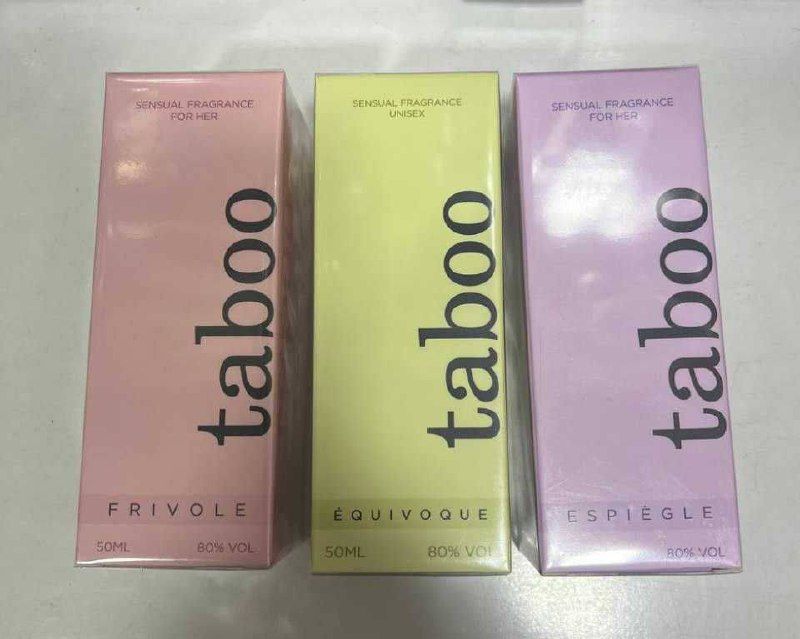 SENSUAL FRAGRANCE
FOR HER
taboo
FRIVOLE
50ML 80% VOL
SENSUAL FRAGRANCE
UNISEX
taboo
ÉQUIVOQUE
50ML 80% VOL
SENSUAL FRAGRANCE
FOR HER
taboo
ESPIÈGLE
80% VOL